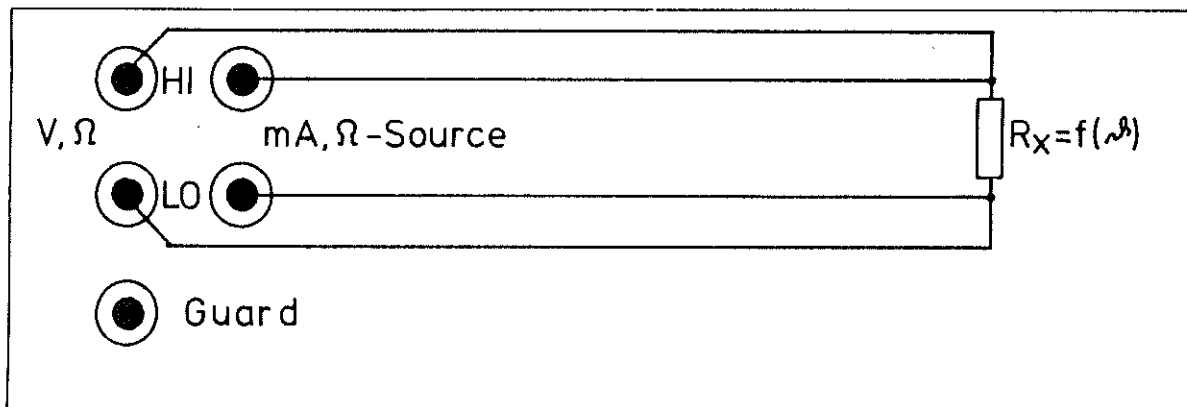 HI
V, Ω
mA, Ω-Source
Rx=f(ϑ)
LO
Guard